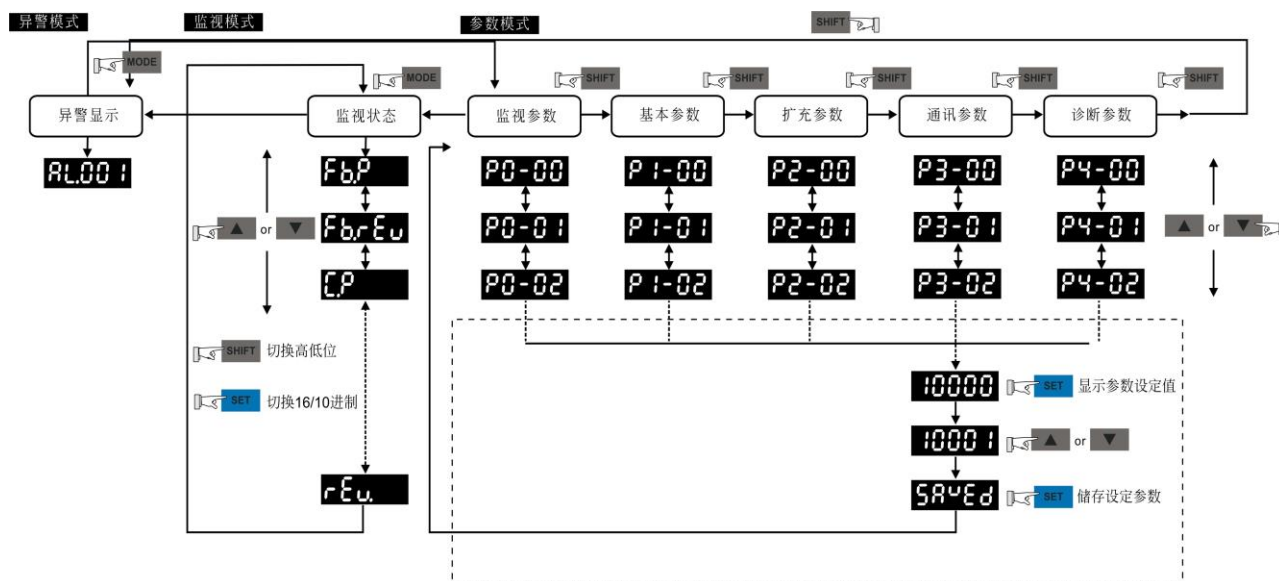 异警模式 监视模式 参数模式 SHIFT
MODE MODE SHIFT SHIFT SHIFT SHIFT SHIFT
异警显示 监视状态 监视参数 基本参数 扩充参数 通讯参数 诊断参数
AL.001 Fb.P P0-00 P1-00 P2-00 P3-00 P4-00
▲ or ▼ Fb.rEu P0-01 P1-01 P2-01 P3-01 P4-01 ▲ or ▼
C.P P0-02 P1-02 P2-02 P3-02 P4-02
SHIFT 切换高低位
10000 SET 显示参数设定值
SET 切换16/10进制
10001 ▲ or ▼
rEu. SAvEd SET 储存设定参数